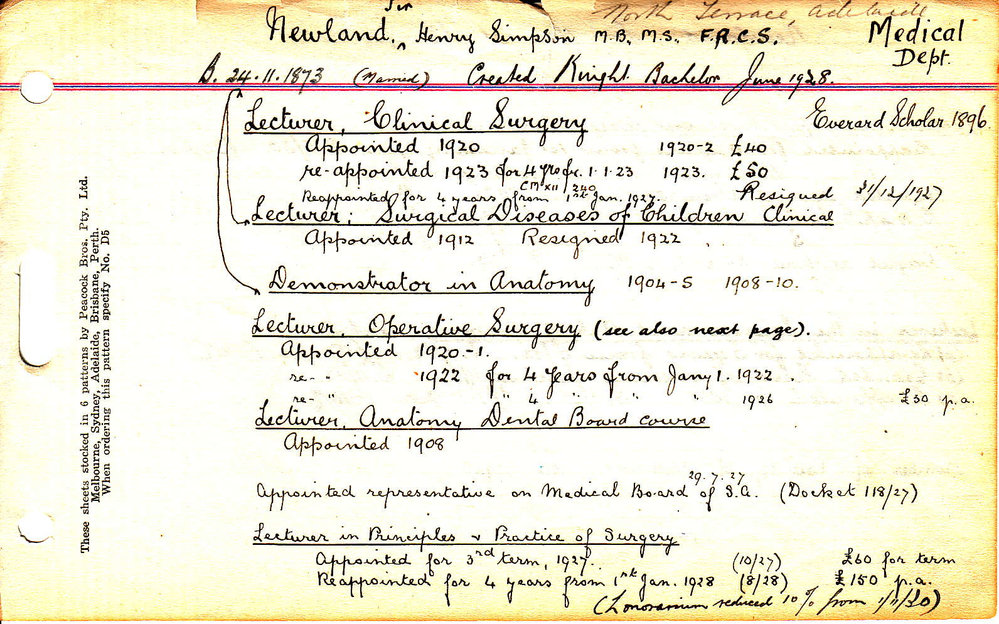 North Terrace, Adelaide
Sir
Newland, Henry Simpson M.B., M.S., F.R.C.S. Medical Dept.
B. 24.11.1873 (Married) Created Knight Bachelor June 1928.
Lecturer, Clinical Surgery Everard Scholar 1896
Appointed 1920 1920-2 £40
re-appointed 1923 for 4 yrs fr. 1.1.23 1923. £50
CM XII/240
Reappointed for 4 years from 1st Jan. 1927. Resigned 31/12/1927
Lecturer: Surgical Diseases of Children Clinical
Appointed 1912 Resigned 1922
Demonstrator in Anatomy 1904-5 1908-10.
Lecturer, Operative Surgery (see also next page).
Appointed 1920-1.
re- " 1922 for 4 Years from Jany 1. 1922.
re- " " 4 " " " 1926 £50 p.a.
Lecturer, Anatomy Dental Board course
Appointed 1908
29.7.27
Appointed representative on Medical Board of S.A. (Docket 118/27)
Lecturer in Principles & Practice of Surgery
Appointed for 3rd term, 1927. (10/27) £60 for term
Reappointed for 4 years from 1st Jan. 1928 (8/28) £150 p.a.
(Honorarium reduced 10% from 1/1/30)
These sheets stocked in 6 patterns by Peacock Bros. Pty. Ltd.
Melbourne, Sydney, Adelaide, Brisbane, Perth.
When ordering this pattern specify No. D5